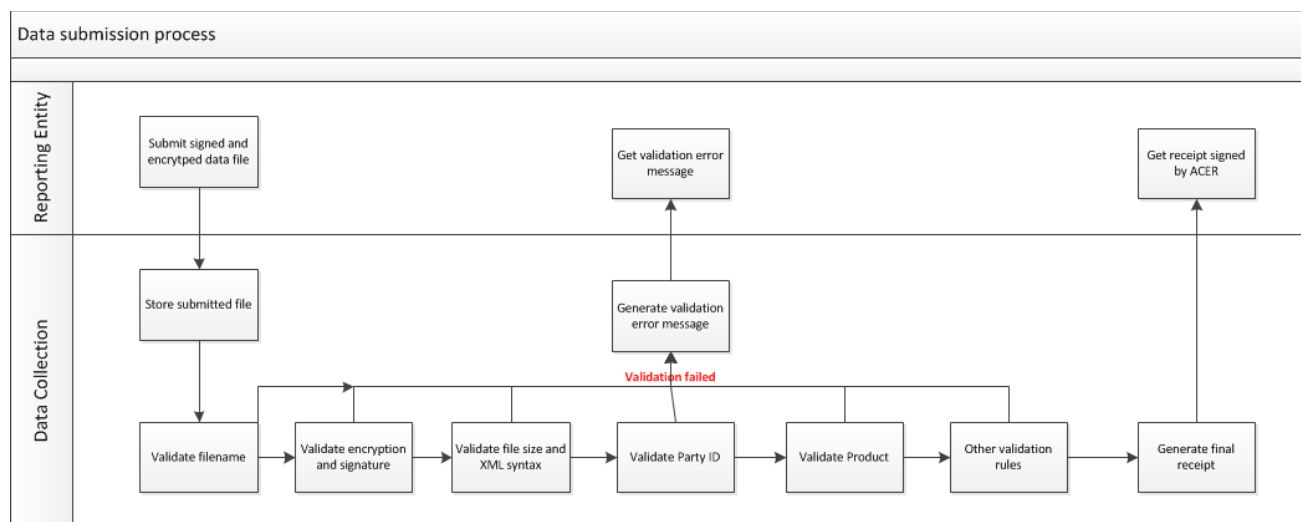 Data submission process
Reporting Entity
Submit signed and
encrytped data file
Get validation error
message
Get receipt signed
by ACER
Data Collection
Store submitted file
Generate validation
error message
Validation failed
Validate filename
Validate encryption
and signature
Validate file size and
XML syntax
Validate Party ID
Validate Product
Other validation
rules
Generate final
receipt